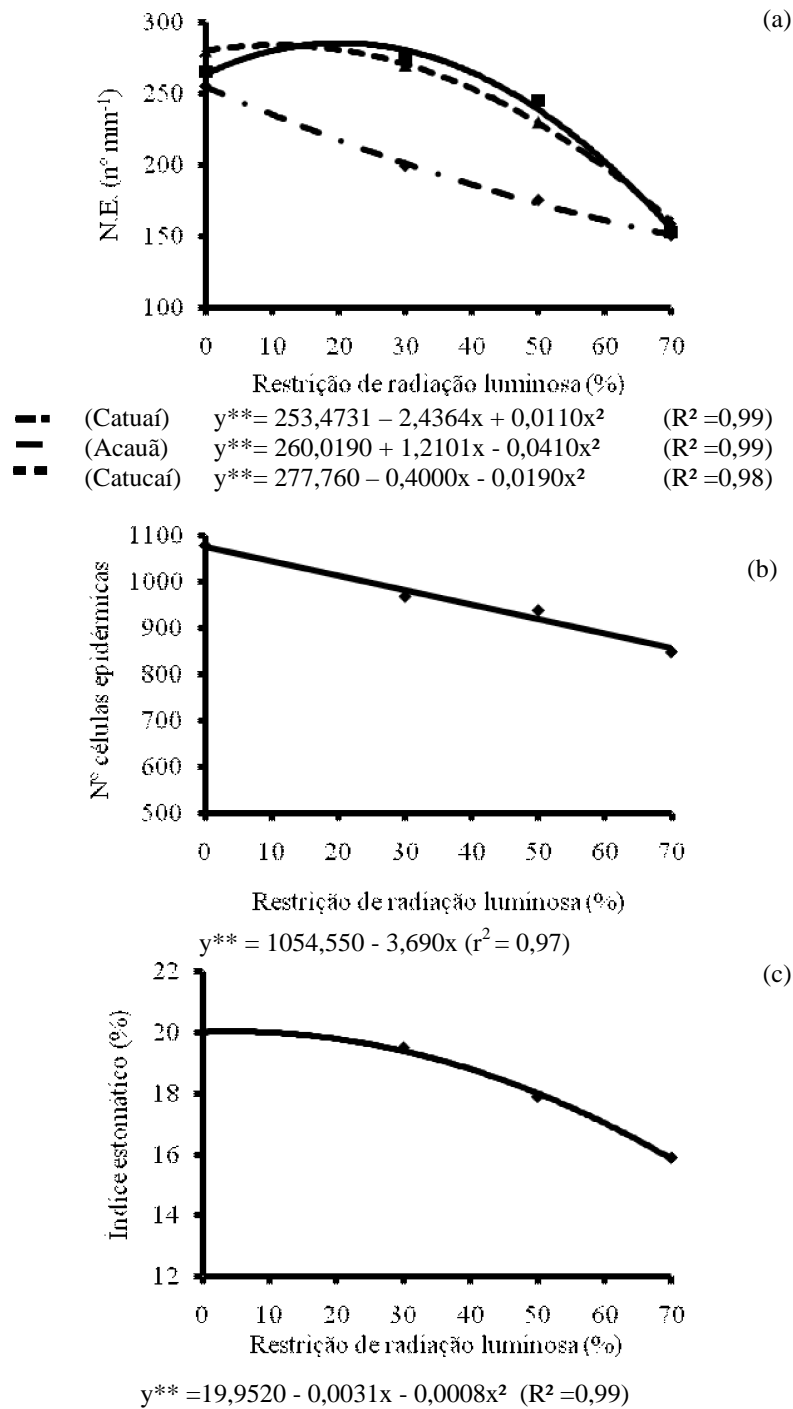 (a)
300
250
200
150
100
N.E. (nº mm⁻¹)
0 10 20 30 40 50 60 70
Restrição de radiação luminosa (%)
(Catuaí) y**= 253,4731 – 2,4364x + 0,0110x² (R² =0,99)
(Acauã) y**= 260,0190 + 1,2101x - 0,0410x² (R² =0,99)
(Catucaí) y**= 277,760 – 0,4000x - 0,0190x² (R² =0,98)
(b)
1100
1000
900
800
700
600
500
Nº células epidérmicas
0 10 20 30 40 50 60 70
Restrição de radiação luminosa (%)
y** = 1054,550 - 3,690x (r² = 0,97)
(c)
22
20
18
16
14
12
Índice estomático (%)
0 10 20 30 40 50 60 70
Restrição de radiação luminosa (%)
y** =19,9520 - 0,0031x - 0,0008x² (R² =0,99)